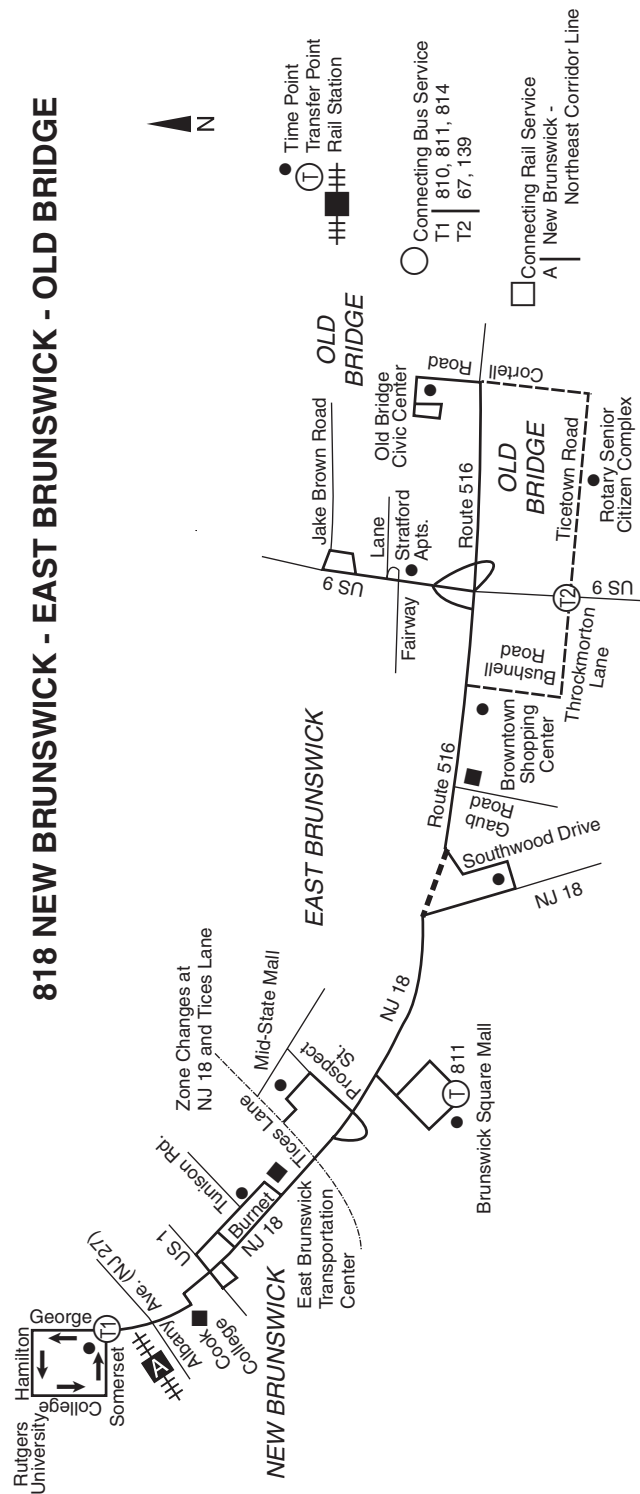 818 NEW BRUNSWICK - EAST BRUNSWICK - OLD BRIDGE
Rutgers
University
Hamilton
College
George
Somerset
T1
A
Albany
Ave. (NJ 27)
Cook
College
NEW BRUNSWICK
US 1
Tunison Rd.
Burnet
NJ 18
East Brunswick
Transportation
Center
Tices Lane
Zone Changes at
NJ 18 and Tices Lane
Mid-State Mall
Prospect
St.
T
811
Brunswick Square Mall
NJ 18
EAST BRUNSWICK
NJ 18
Southwood Drive
Gaub
Road
Route 516
Browntown
Shopping
Center
Bushnell
Road
Throckmorton
Lane
T2
US 9
Fairway
Lane
Stratford
Apts.
US 9
Jake Brown Road
Route 516
OLD
BRIDGE
Ticetown Road
Rotary Senior
Citizen Complex
Old Bridge
Civic Center
Cortell
Road
OLD
BRIDGE
N
Time Point
T
Transfer Point
Rail Station
Connecting Bus Service
T1 810, 811, 814
T2 67, 139
Connecting Rail Service
A New Brunswick -
Northeast Corridor Line